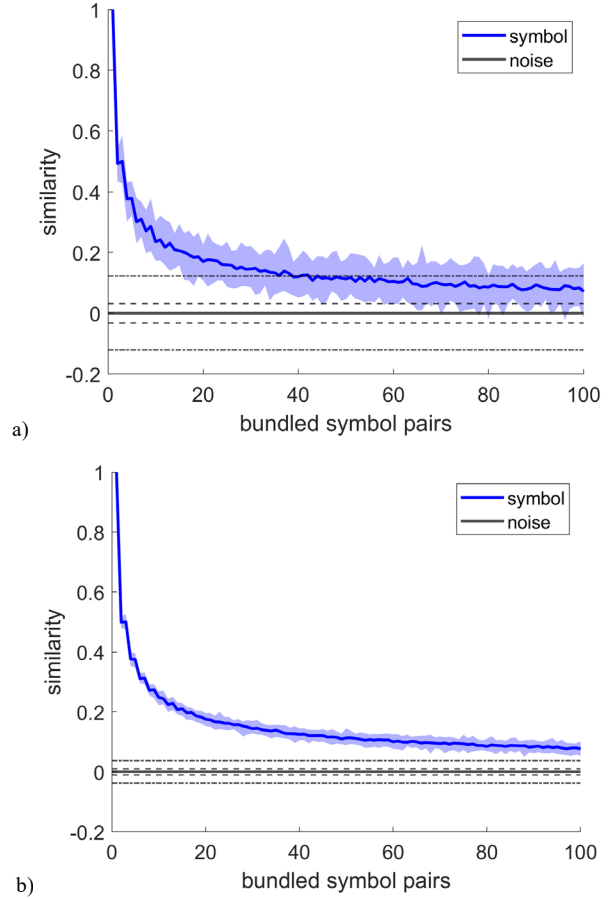 1
0.8
0.6
0.4
0.2
0
-0.2
similarity
symbol
noise
0 20 40 60 80 100
bundled symbol pairs
a)
1
0.8
0.6
0.4
0.2
0
-0.2
similarity
symbol
noise
0 20 40 60 80 100
bundled symbol pairs
b)